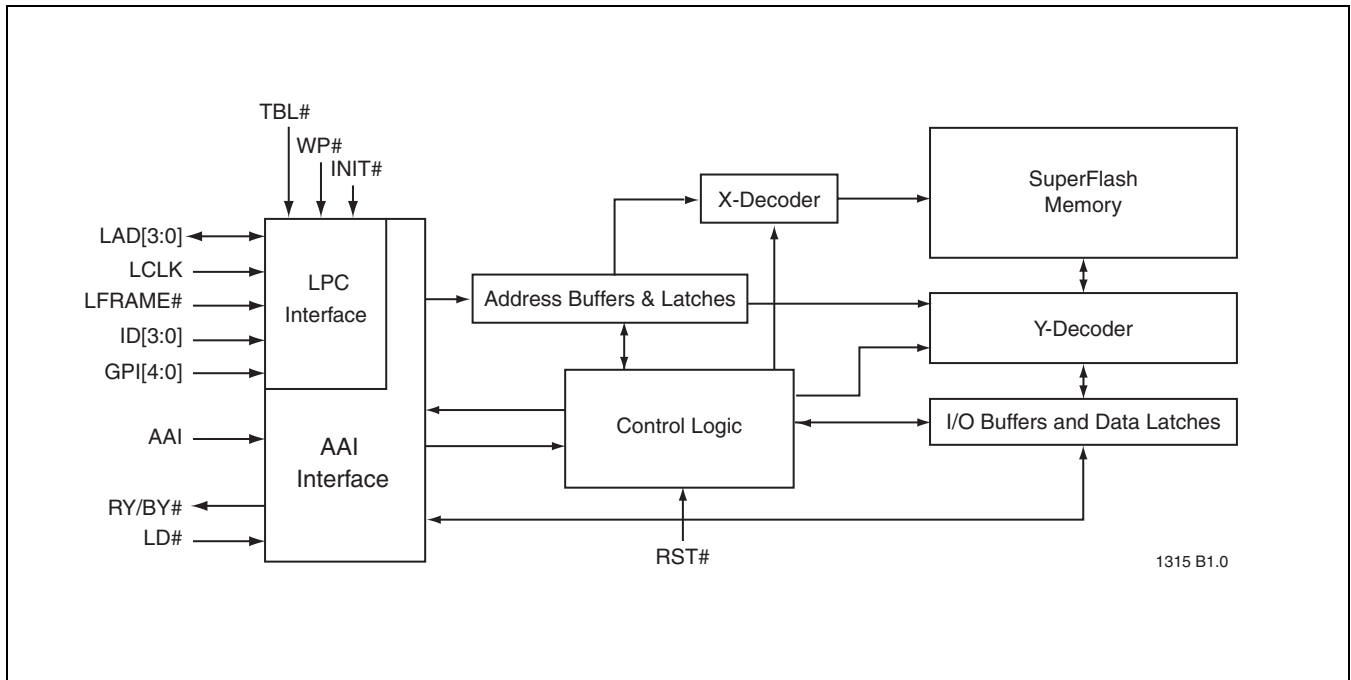 TBL#
WP#
INIT#
LAD[3:0]
LCLK
LFRAME#
ID[3:0]
GPI[4:0]
AAI
RY/BY#
LD#
LPC
Interface
AAI
Interface
Address Buffers & Latches
X-Decoder
Control Logic
RST#
SuperFlash
Memory
Y-Decoder
I/O Buffers and Data Latches
1315 B1.0